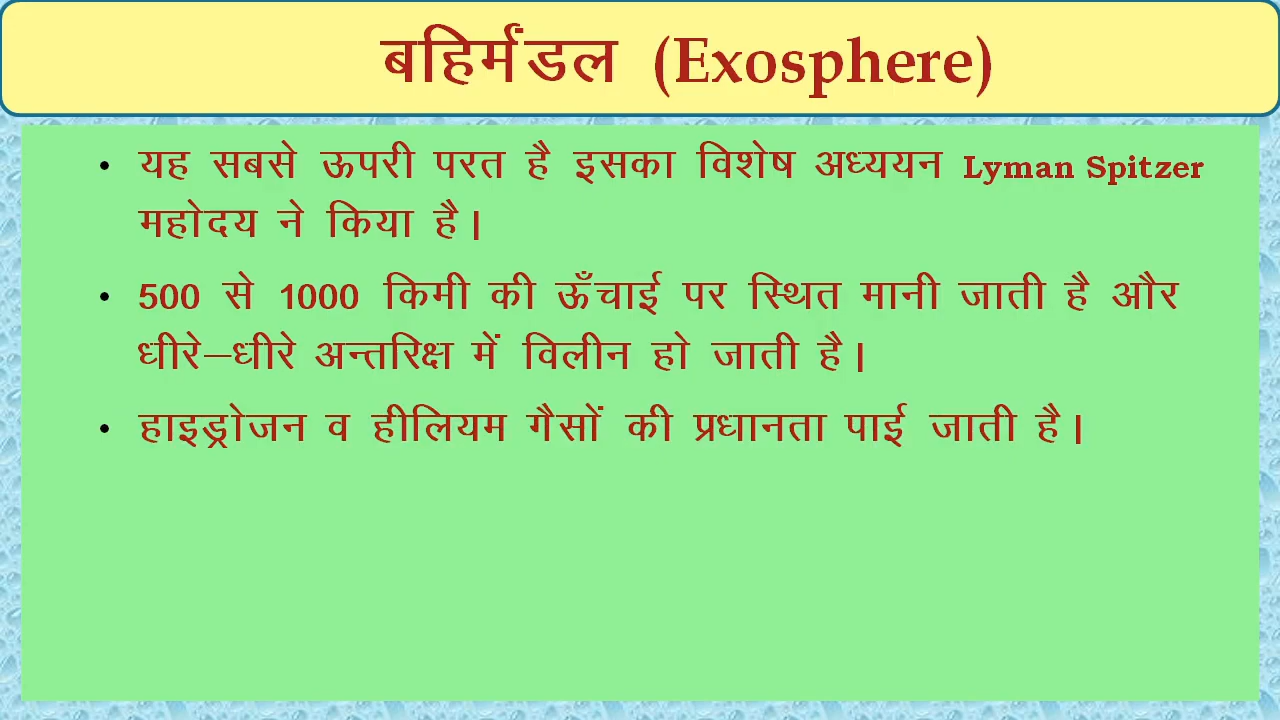 बहिर्मंडल (Exosphere)
• यह सबसे ऊपरी परत है इसका विशेष अध्ययन Lyman Spitzer
महोदय ने किया है।
• 500 से 1000 किमी की ऊँचाई पर स्थित मानी जाती है और
धीरे–धीरे अन्तरिक्ष में विलीन हो जाती है।
• हाइड्रोजन व हीलियम गैसों की प्रधानता पाई जाती है।